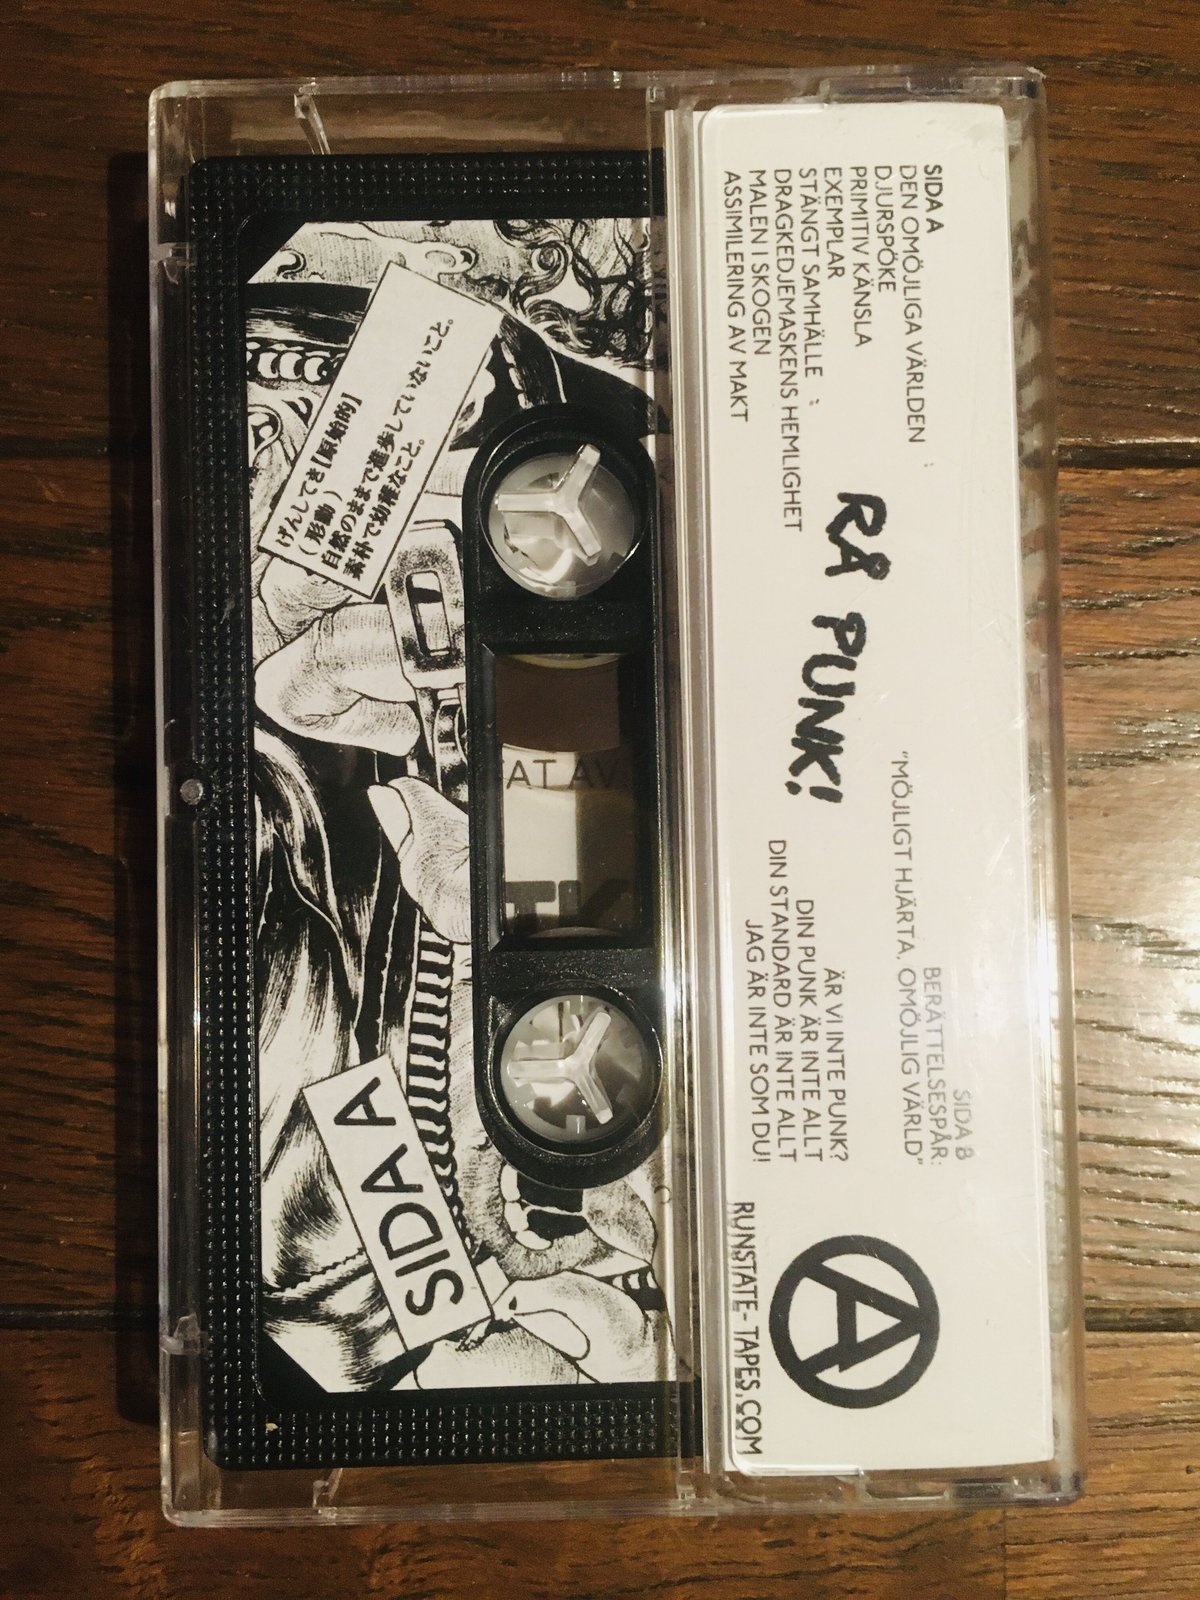 SIDA A
DEN OMÖJLIGA VÄRLDEN
DJURSPÖKE
PRIMITIV KÄNSLA
EXEMPLAR
STÄNGT SAMHÄLLE
DRAGKEDJEMASKENS HEMLIGHET
MALEN I SKOGEN
ASSIMILERING AV MAKT
RÅ PUNK!
SIDA B
BERÄTTELSESPÅR:
"MÖJLIGT HJÄRTA, OMÖJLIG VÄRLD"
ÄR VI INTE PUNK?
DIN PUNK ÄR INTE ALLT
DIN STANDARD ÄR INTE ALLT
JAG ÄR INTE SOM DU!
RUNSTATE-TAPES.COM
げんしてき【原始的】
(形動)
自然のままで進歩していないこと。
素朴で幼稚なこと。
SIDA A
AT AV